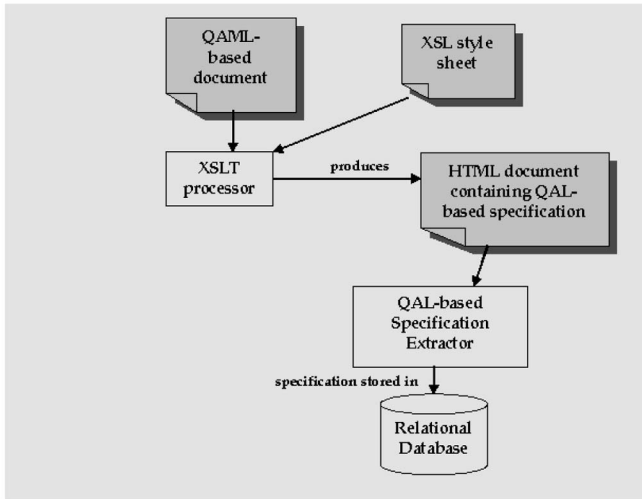 QAML-
based
document
XSL style
sheet
XSLT
processor
produces
HTML document
containing QAL-
based specification
QAL-based
Specification
Extractor
specification stored in
Relational
Database